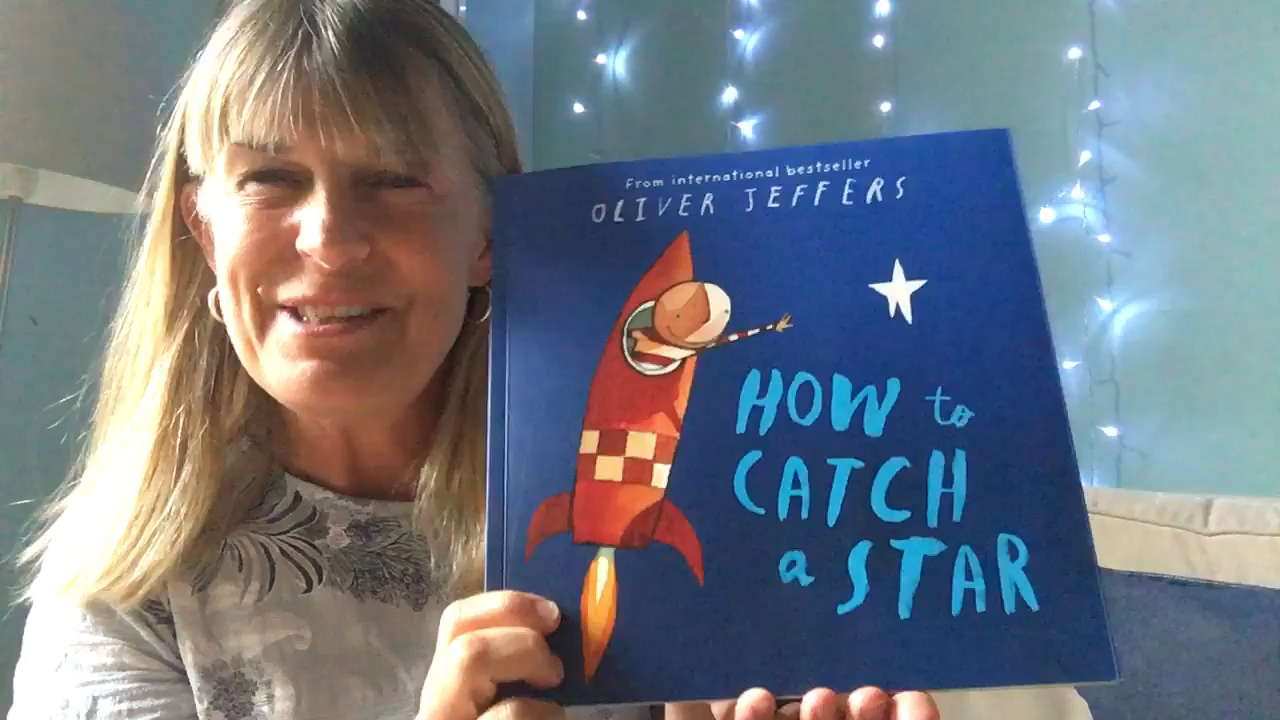 From international bestseller
OLIVER JEFFERS
HOW to
CATCH
a STAR